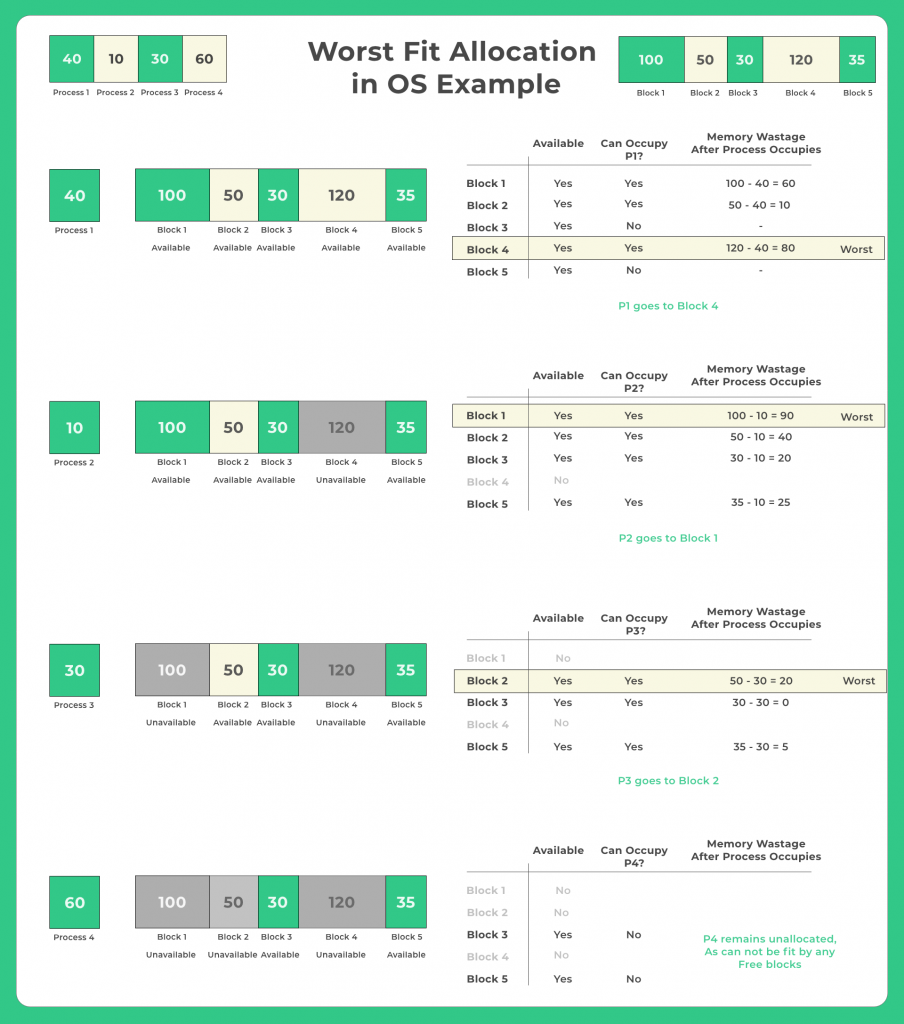 Worst Fit Allocation
in OS Example
40 10 30 60
Process 1 Process 2 Process 3 Process 4
100 50 30 120 35
Block 1 Block 2 Block 3 Block 4 Block 5
40
Process 1
100 50 30 120 35
Block 1 Block 2 Block 3 Block 4 Block 5
Available Available Available Available Available
Available Can Occupy P1? Memory Wastage After Process Occupies
Block 1 Yes Yes 100 - 40 = 60
Block 2 Yes Yes 50 - 40 = 10
Block 3 Yes No -
Block 4 Yes Yes 120 - 40 = 80 Worst
Block 5 Yes No -
P1 goes to Block 4
10
Process 2
100 50 30 120 35
Block 1 Block 2 Block 3 Block 4 Block 5
Available Available Available Unavailable Available
Available Can Occupy P2? Memory Wastage After Process Occupies
Block 1 Yes Yes 100 - 10 = 90 Worst
Block 2 Yes Yes 50 - 10 = 40
Block 3 Yes Yes 30 - 10 = 20
Block 4 No
Block 5 Yes Yes 35 - 10 = 25
P2 goes to Block 1
30
Process 3
100 50 30 120 35
Block 1 Block 2 Block 3 Block 4 Block 5
Unavailable Available Available Unavailable Available
Available Can Occupy P3? Memory Wastage After Process Occupies
Block 1 No
Block 2 Yes Yes 50 - 30 = 20 Worst
Block 3 Yes Yes 30 - 30 = 0
Block 4 No
Block 5 Yes Yes 35 - 30 = 5
P3 goes to Block 2
60
Process 4
100 50 30 120 35
Block 1 Block 2 Block 3 Block 4 Block 5
Unavailable Unavailable Available Unavailable Available
Available Can Occupy P4? Memory Wastage After Process Occupies
Block 1 No
Block 2 No
Block 3 Yes No
Block 4 No
Block 5 Yes No
P4 remains unallocated,
As can not be fit by any
Free blocks